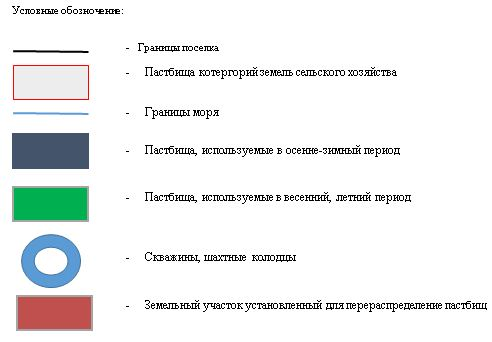 Условные обозначение:
- Границы поселка
- Пастбища котергорий земель сельского хозяйства
- Границы моря
- Пастбища, используемые в осенне-зимный период
- Пастбища, используемые в весенний, летний период
- Скважины, шахтные колодцы
- Земельный участок установленный для перераспределение пастбищ